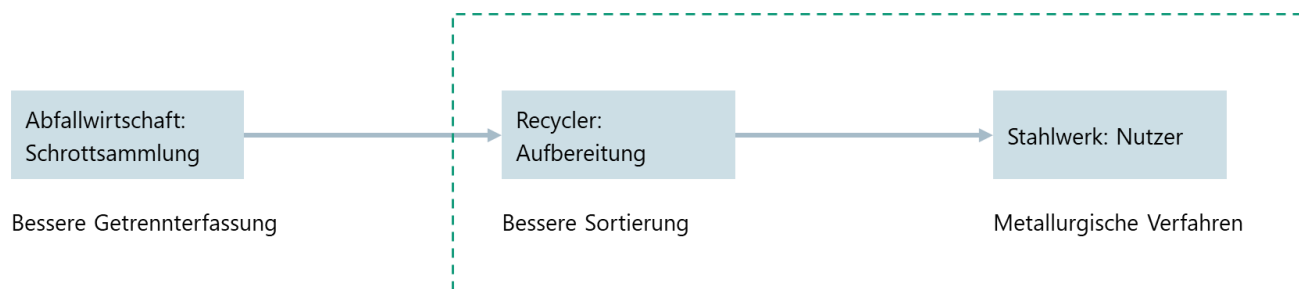 Abfallwirtschaft:
Schrottsammlung
Recycler:
Aufbereitung
Stahlwerk: Nutzer
Bessere Getrennterfassung
Bessere Sortierung
Metallurgische Verfahren